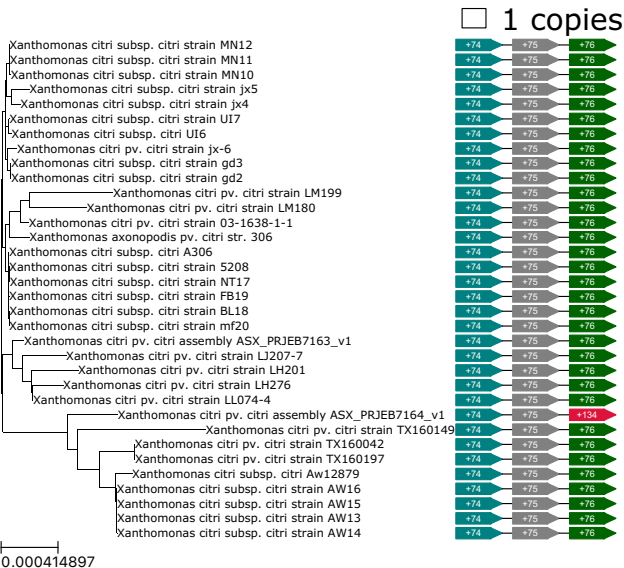 1 copies
Xanthomonas citri subsp. citri strain MN12 +74 +75 +76
Xanthomonas citri subsp. citri strain MN11 +74 +75 +76
Xanthomonas citri subsp. citri strain MN10 +74 +75 +76
Xanthomonas citri subsp. citri strain jx5 +74 +75 +76
Xanthomonas citri subsp. citri strain jx4 +74 +75 +76
Xanthomonas citri subsp. citri strain UI7 +74 +75 +76
Xanthomonas citri subsp. citri UI6 +74 +75 +76
Xanthomonas citri pv. citri strain jx-6 +74 +75 +76
Xanthomonas citri subsp. citri strain gd3 +74 +75 +76
Xanthomonas citri subsp. citri strain gd2 +74 +75 +76
Xanthomonas citri pv. citri strain LM199 +74 +75 +76
Xanthomonas citri pv. citri strain LM180 +74 +75 +76
Xanthomonas citri pv. citri strain 03-1638-1-1 +74 +75 +76
Xanthomonas axonopodis pv. citri str. 306 +74 +75 +76
Xanthomonas citri subsp. citri A306 +74 +75 +76
Xanthomonas citri subsp. citri strain 5208 +74 +75 +76
Xanthomonas citri subsp. citri strain NT17 +74 +75 +76
Xanthomonas citri subsp. citri strain FB19 +74 +75 +76
Xanthomonas citri subsp. citri strain BL18 +74 +75 +76
Xanthomonas citri subsp. citri strain mf20 +74 +75 +76
Xanthomonas citri pv. citri assembly ASX_PRJEB7163_v1 +74 +75 +76
Xanthomonas citri pv. citri strain LJ207-7 +74 +75 +76
Xanthomonas citri pv. citri strain LH201 +74 +75 +76
Xanthomonas citri pv. citri strain LH276 +74 +75 +76
Xanthomonas citri pv. citri strain LL074-4 +74 +75 +76
Xanthomonas citri pv. citri assembly ASX_PRJEB7164_v1 +74 +75 +134
Xanthomonas citri pv. citri strain TX160149 +74 +75 +76
Xanthomonas citri pv. citri strain TX160042 +74 +75 +76
Xanthomonas citri pv. citri strain TX160197 +74 +75 +76
Xanthomonas citri subsp. citri Aw12879 +74 +75 +76
Xanthomonas citri subsp. citri strain AW16 +74 +75 +76
Xanthomonas citri subsp. citri strain AW15 +74 +75 +76
Xanthomonas citri subsp. citri strain AW13 +74 +75 +76
Xanthomonas citri subsp. citri strain AW14 +74 +75 +76
0.000414897